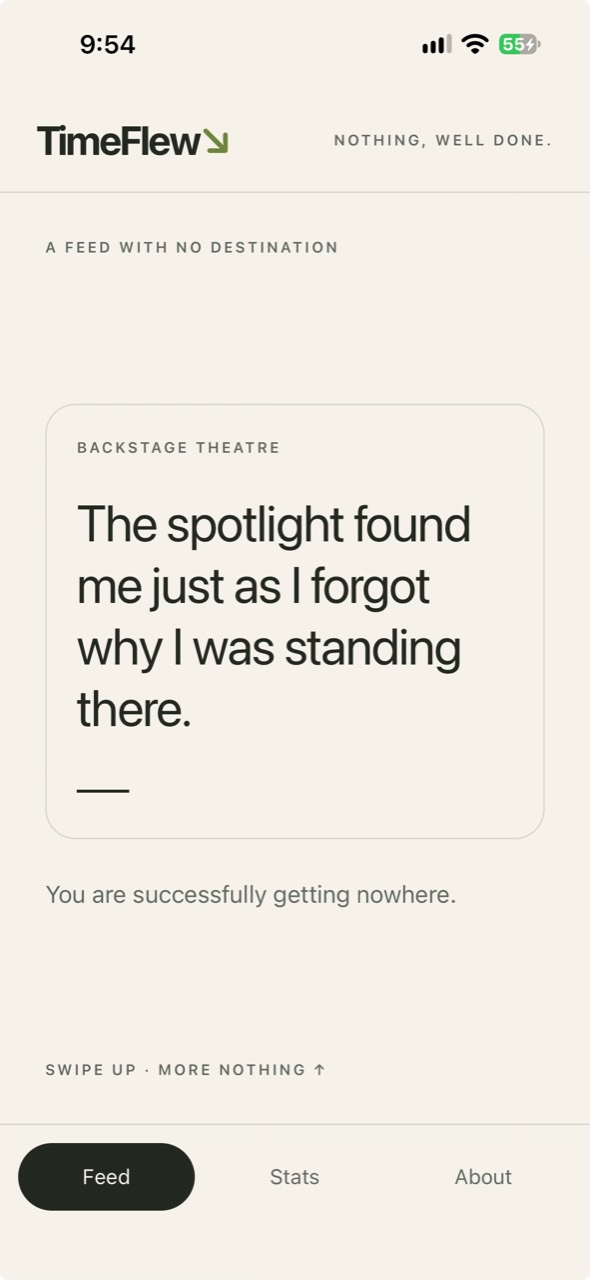 9:54
55
TimeFlew
NOTHING, WELL DONE.
A FEED WITH NO DESTINATION
BACKSTAGE THEATRE
The spotlight found
me just as I forgot
why I was standing
there.
You are successfully getting nowhere.
SWIPE UP · MORE NOTHING ↑
Feed
Stats
About